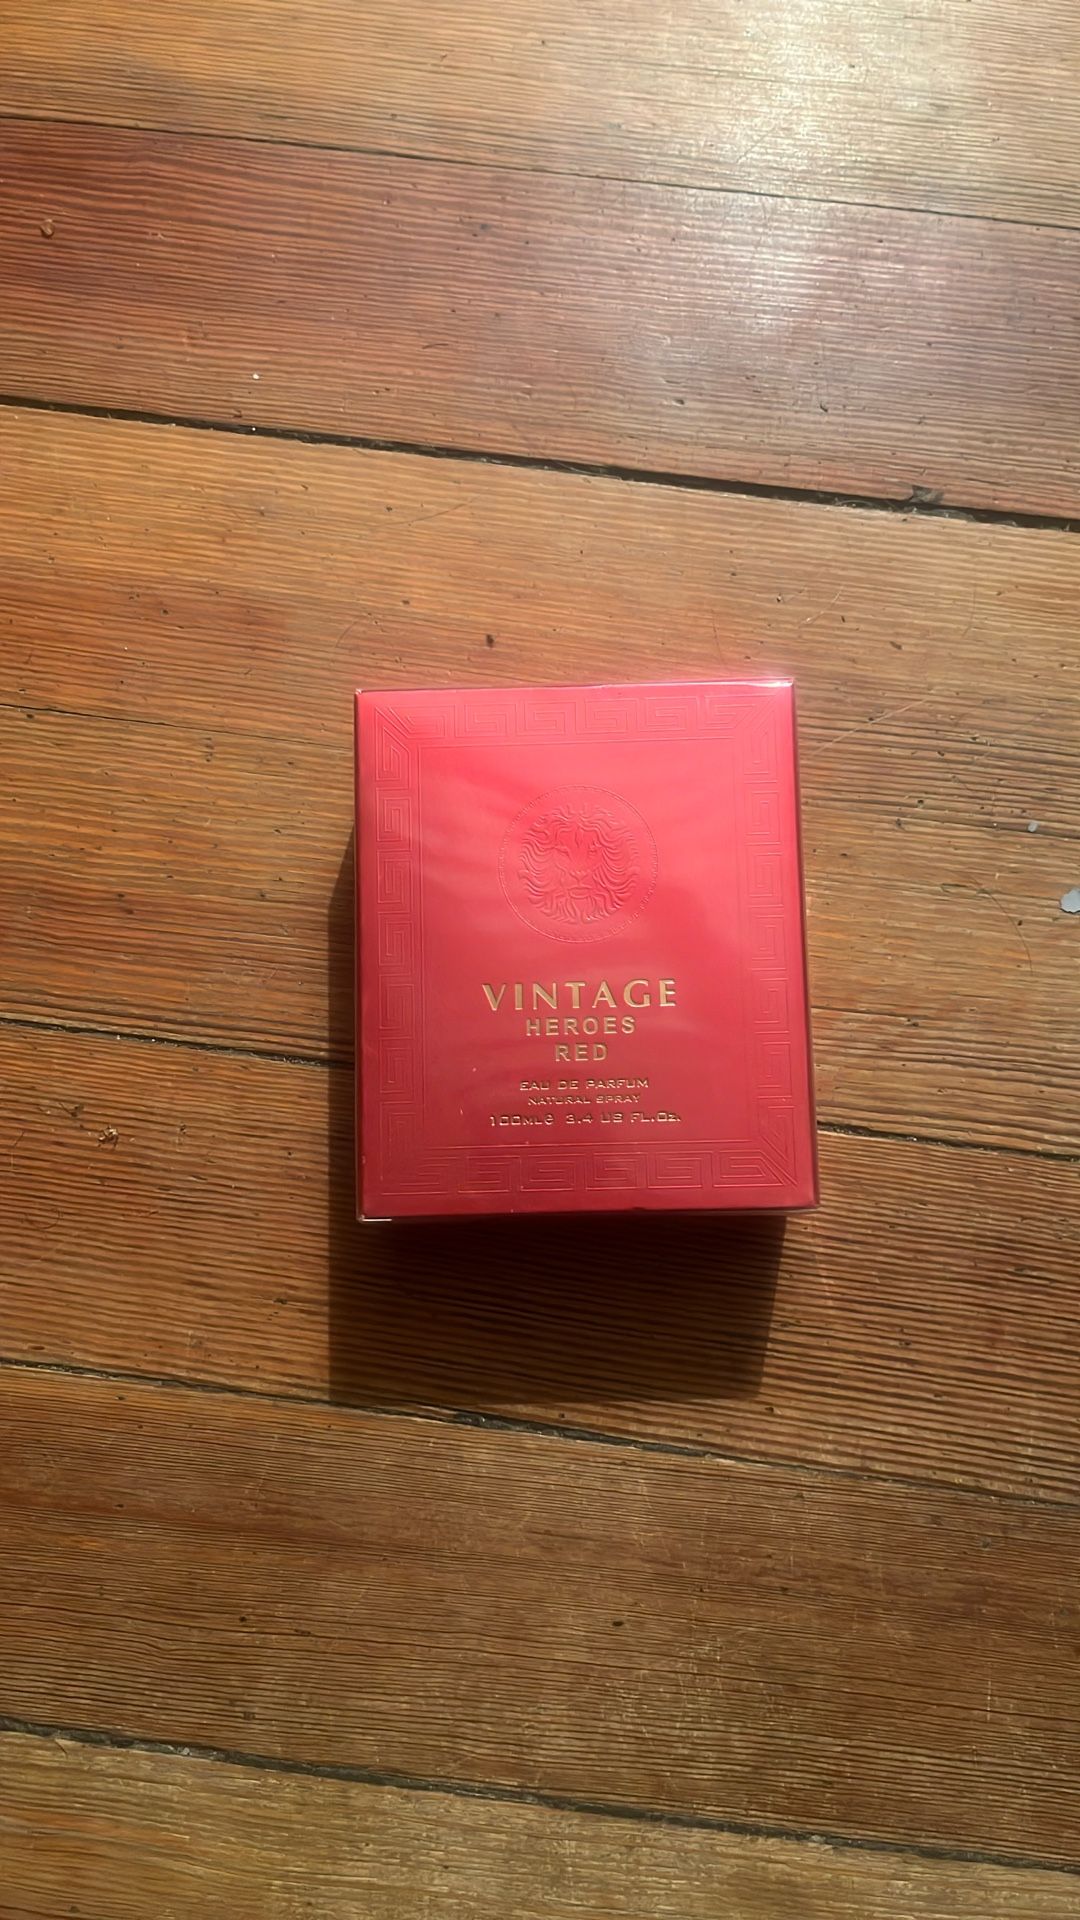 VINTAGE
HEROES
RED
EAU DE PARFUM
NATURAL SPRAY
100ML℮ 3.4 US FL.Oz.